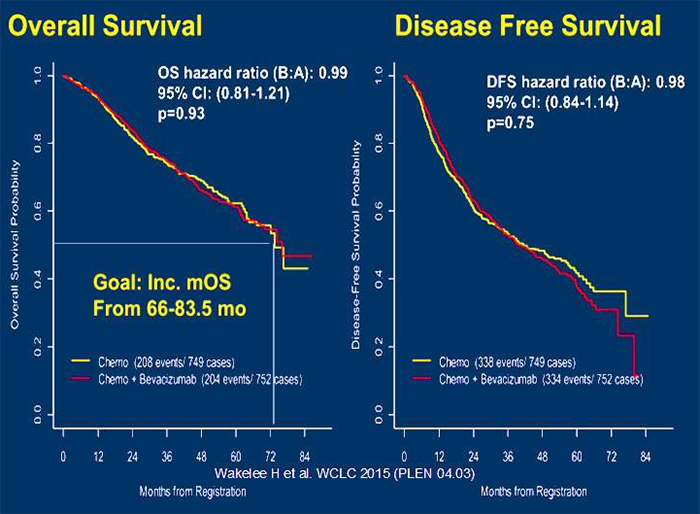 Overall Survival
OS hazard ratio (B:A): 0.99
95% CI: (0.81-1.21)
p=0.93
Overall Survival Probability
1.0
0.8
0.6
0.4
0.2
0.0
Goal: Inc. mOS
From 66-83.5 mo
Chemo (208 events/ 749 cases)
Chemo + Bevacizumab (204 events/ 752 cases)
0 12 24 36 48 60 72 84
Months from Registration
Disease Free Survival
DFS hazard ratio (B:A): 0.98
95% CI: (0.84-1.14)
p=0.75
Disease-Free Survival Probability
1.0
0.8
0.6
0.4
0.2
0.0
Chemo (338 events/ 749 cases)
Chemo + Bevacizumab (334 events/ 752 cases)
0 12 24 36 48 60 72 84
Months from Registration
Wakelee H et al. WCLC 2015 (PLEN 04.03)